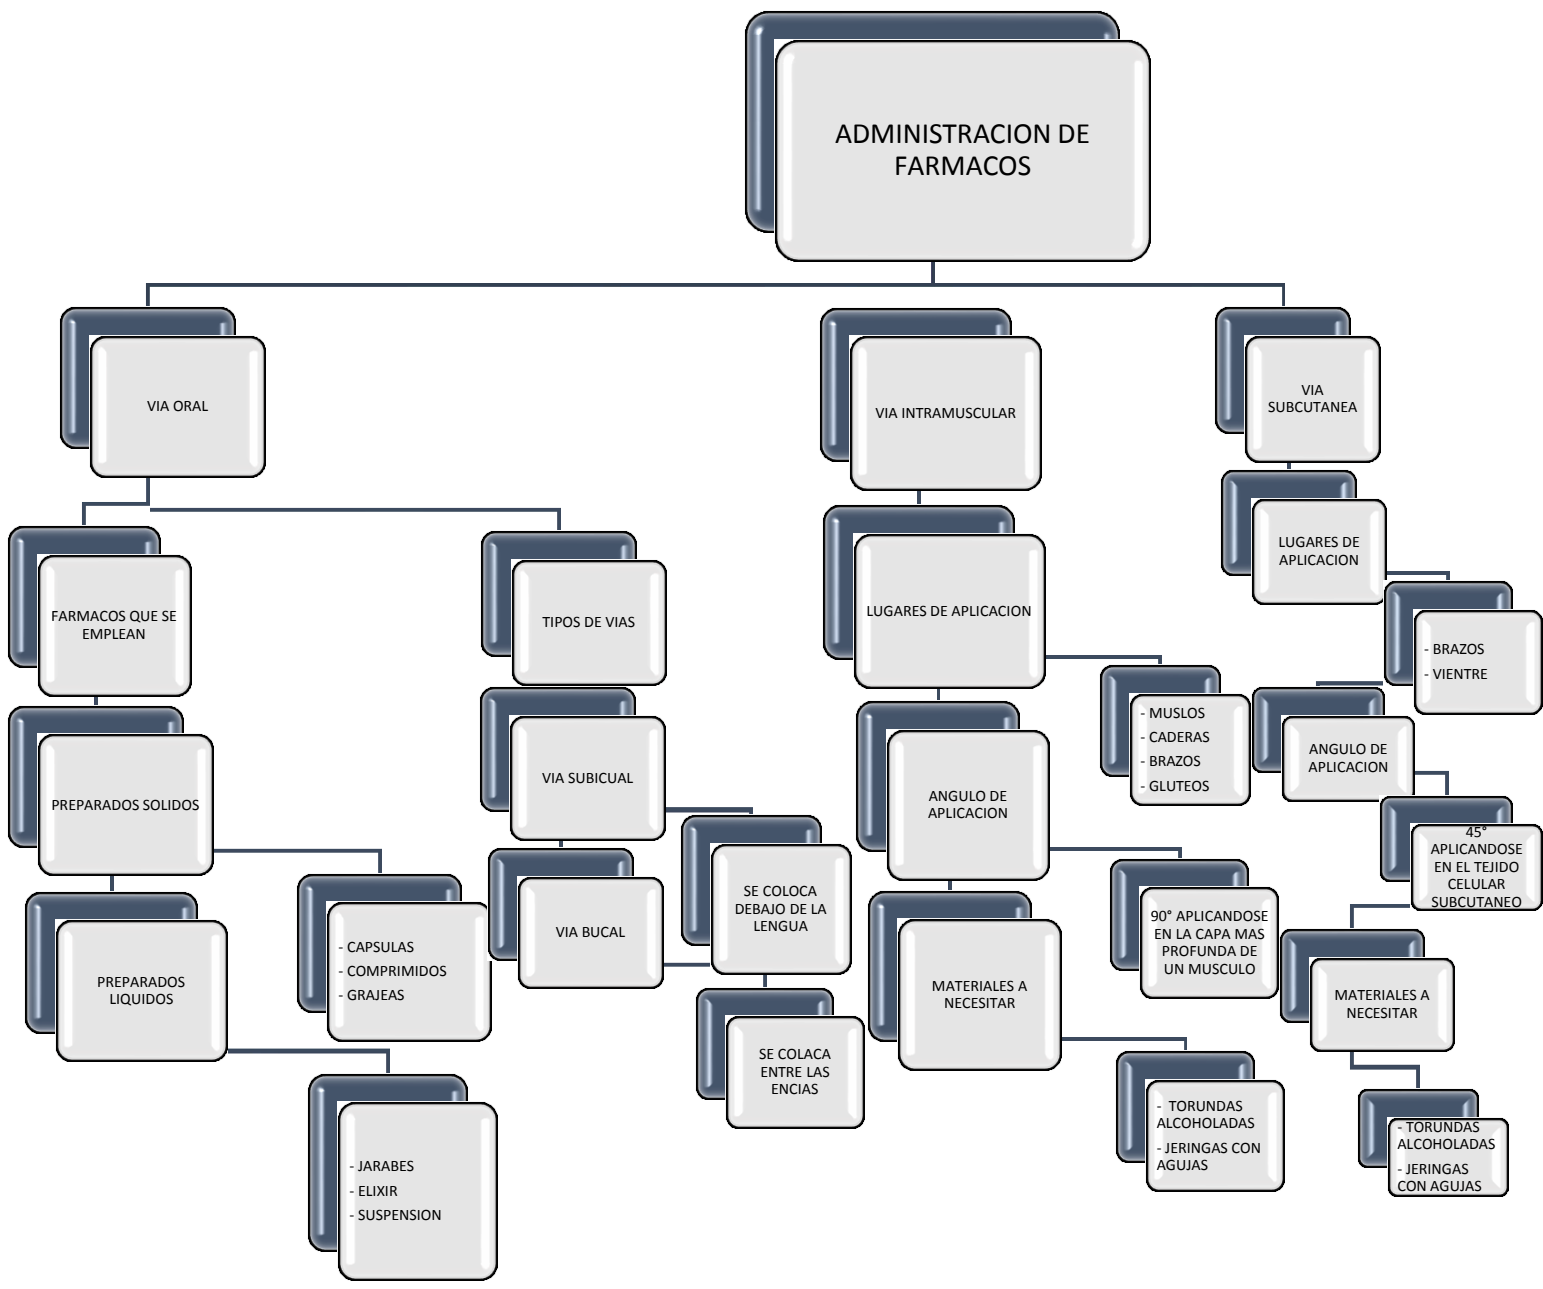 ADMINISTRACION DE
FARMACOS
VIA ORAL
FARMACOS QUE SE
EMPLEAN
PREPARADOS SOLIDOS
- CAPSULAS
- COMPRIMIDOS
- GRAJEAS
PREPARADOS
LIQUIDOS
- JARABES
- ELIXIR
- SUSPENSION
TIPOS DE VIAS
VIA SUBICUAL
SE COLOCA
DEBAJO DE LA
LENGUA
VIA BUCAL
SE COLACA
ENTRE LAS
ENCIAS
VIA INTRAMUSCULAR
LUGARES DE APLICACION
- MUSLOS
- CADERAS
- BRAZOS
- GLUTEOS
ANGULO DE
APLICACION
90° APLICANDOSE
EN LA CAPA MAS
PROFUNDA DE
UN MUSCULO
MATERIALES A
NECESITAR
- TORUNDAS
ALCOHOLADAS
- JERINGAS CON
AGUJAS
VIA
SUBCUTANEA
LUGARES DE
APLICACION
- BRAZOS
- VIENTRE
ANGULO DE
APLICACION
45°
APLICANDOSE
EN EL TEJIDO
CELULAR
SUBCUTANEO
MATERIALES A
NECESITAR
- TORUNDAS
ALCOHOLADAS
- JERINGAS
CON AGUJAS